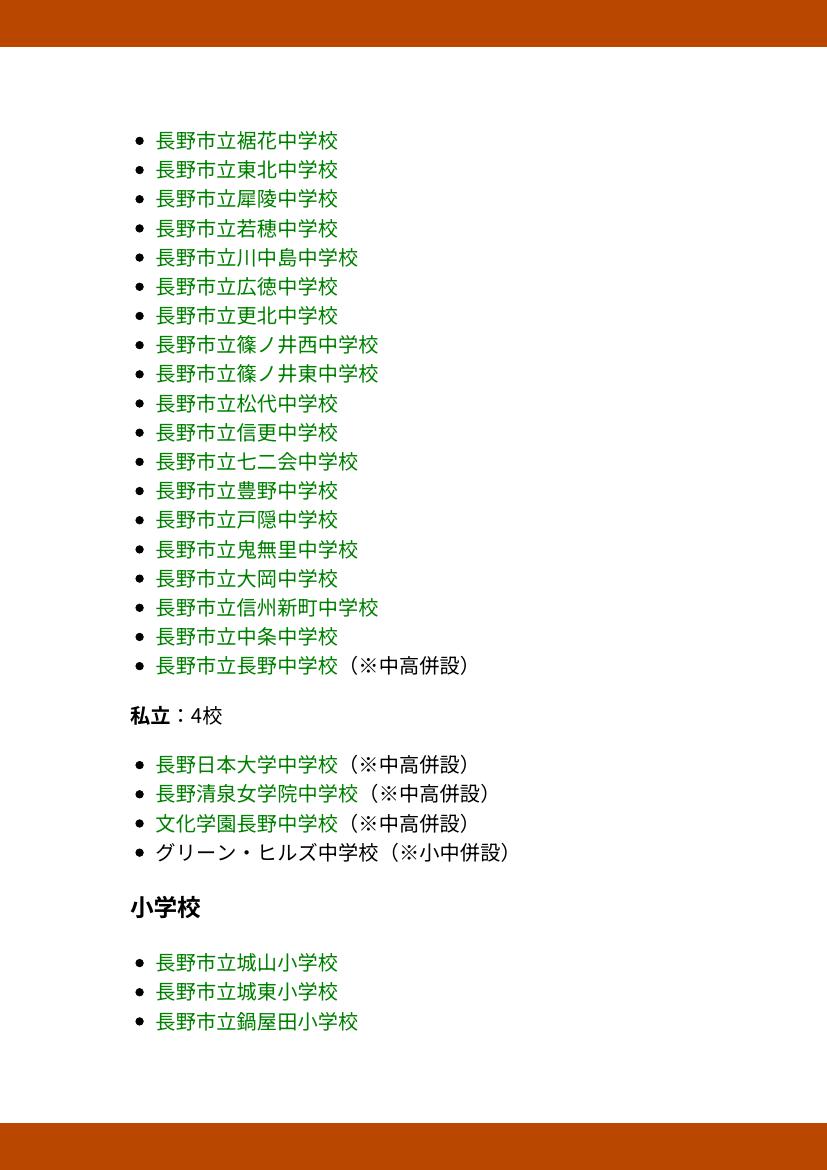 • 長野市立裾花中学校
• 長野市立東北中学校
• 長野市立犀陵中学校
• 長野市立若穂中学校
• 長野市立川中島中学校
• 長野市立広徳中学校
• 長野市立更北中学校
• 長野市立篠ノ井西中学校
• 長野市立篠ノ井東中学校
• 長野市立松代中学校
• 長野市立信更中学校
• 長野市立七二会中学校
• 長野市立豊野中学校
• 長野市立戸隠中学校
• 長野市立鬼無里中学校
• 長野市立大岡中学校
• 長野市立信州新町中学校
• 長野市立中条中学校
• 長野市立長野中学校（※中高併設）
私立：4校
• 長野日本大学中学校（※中高併設）
• 長野清泉女学院中学校（※中高併設）
• 文化学園長野中学校（※中高併設）
• グリーン・ヒルズ中学校（※小中併設）
小学校
• 長野市立城山小学校
• 長野市立城東小学校
• 長野市立鍋屋田小学校